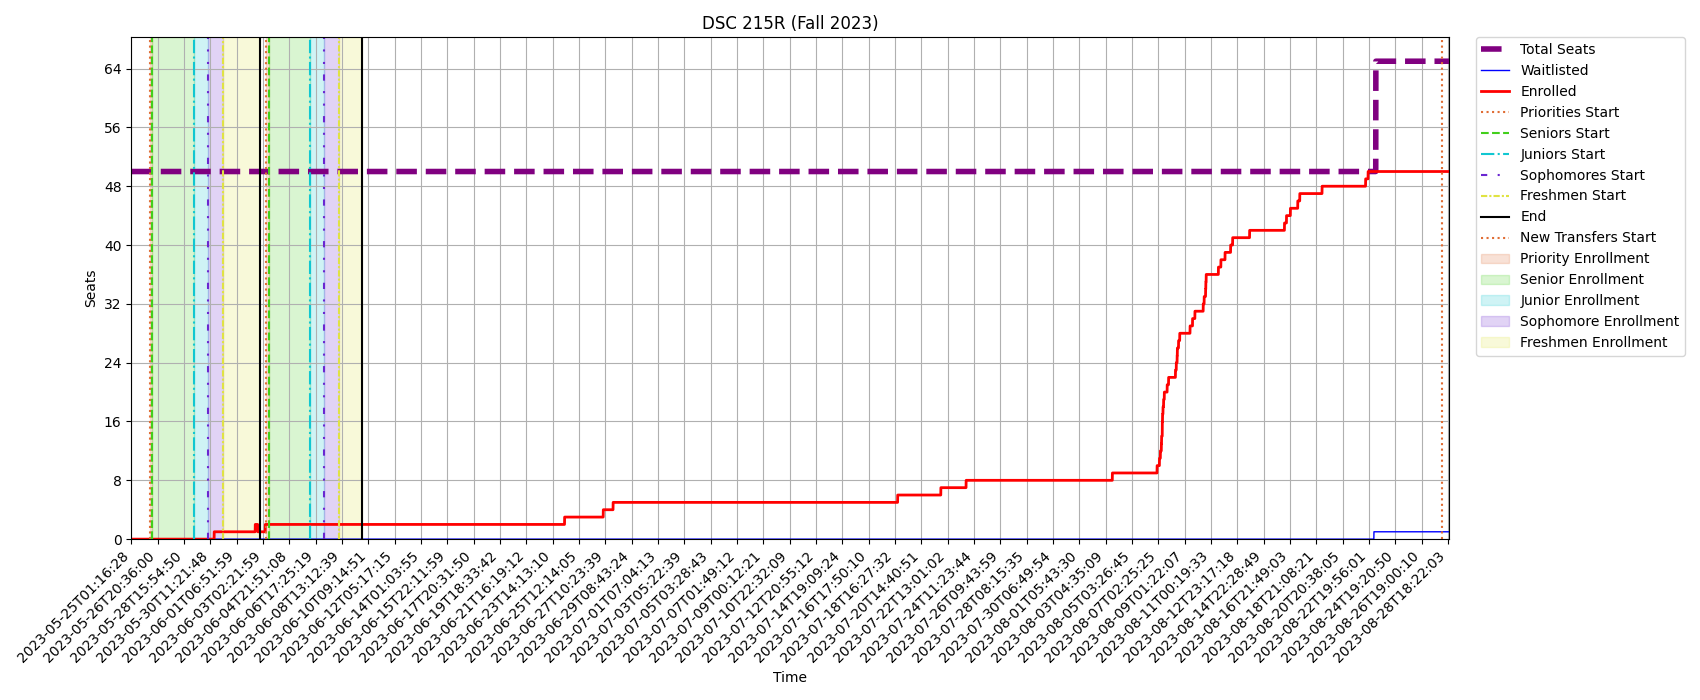 DSC 215R (Fall 2023)
Seats
64
56
48
40
32
24
16
8
0
2023-05-25T01:16:28
2023-05-26T20:36:00
2023-05-28T15:54:50
2023-05-30T11:21:48
2023-06-01T06:51:59
2023-06-03T02:21:59
2023-06-04T21:51:08
2023-06-06T17:25:19
2023-06-08T13:12:39
2023-06-10T09:14:51
2023-06-12T05:17:15
2023-06-14T01:03:55
2023-06-15T22:11:59
2023-06-17T20:31:50
2023-06-19T18:33:42
2023-06-21T16:19:12
2023-06-23T14:13:10
2023-06-25T12:14:05
2023-06-27T10:23:39
2023-06-29T08:43:24
2023-07-01T07:04:13
2023-07-03T05:22:39
2023-07-05T03:28:43
2023-07-07T01:49:12
2023-07-09T00:12:21
2023-07-10T22:32:09
2023-07-12T20:55:12
2023-07-14T19:09:24
2023-07-16T17:50:10
2023-07-18T16:27:32
2023-07-20T14:40:51
2023-07-22T13:01:02
2023-07-24T11:23:44
2023-07-26T09:43:59
2023-07-28T08:15:35
2023-07-30T06:49:54
2023-08-01T05:43:30
2023-08-03T04:35:09
2023-08-05T03:26:45
2023-08-07T02:25:25
2023-08-09T01:22:07
2023-08-11T00:19:33
2023-08-12T23:17:18
2023-08-14T22:28:49
2023-08-16T21:49:03
2023-08-18T21:08:21
2023-08-20T20:38:05
2023-08-22T19:56:01
2023-08-24T19:20:50
2023-08-26T19:00:10
2023-08-28T18:22:03
Time
Total Seats
Waitlisted
Enrolled
Priorities Start
Seniors Start
Juniors Start
Sophomores Start
Freshmen Start
End
New Transfers Start
Priority Enrollment
Senior Enrollment
Junior Enrollment
Sophomore Enrollment
Freshmen Enrollment